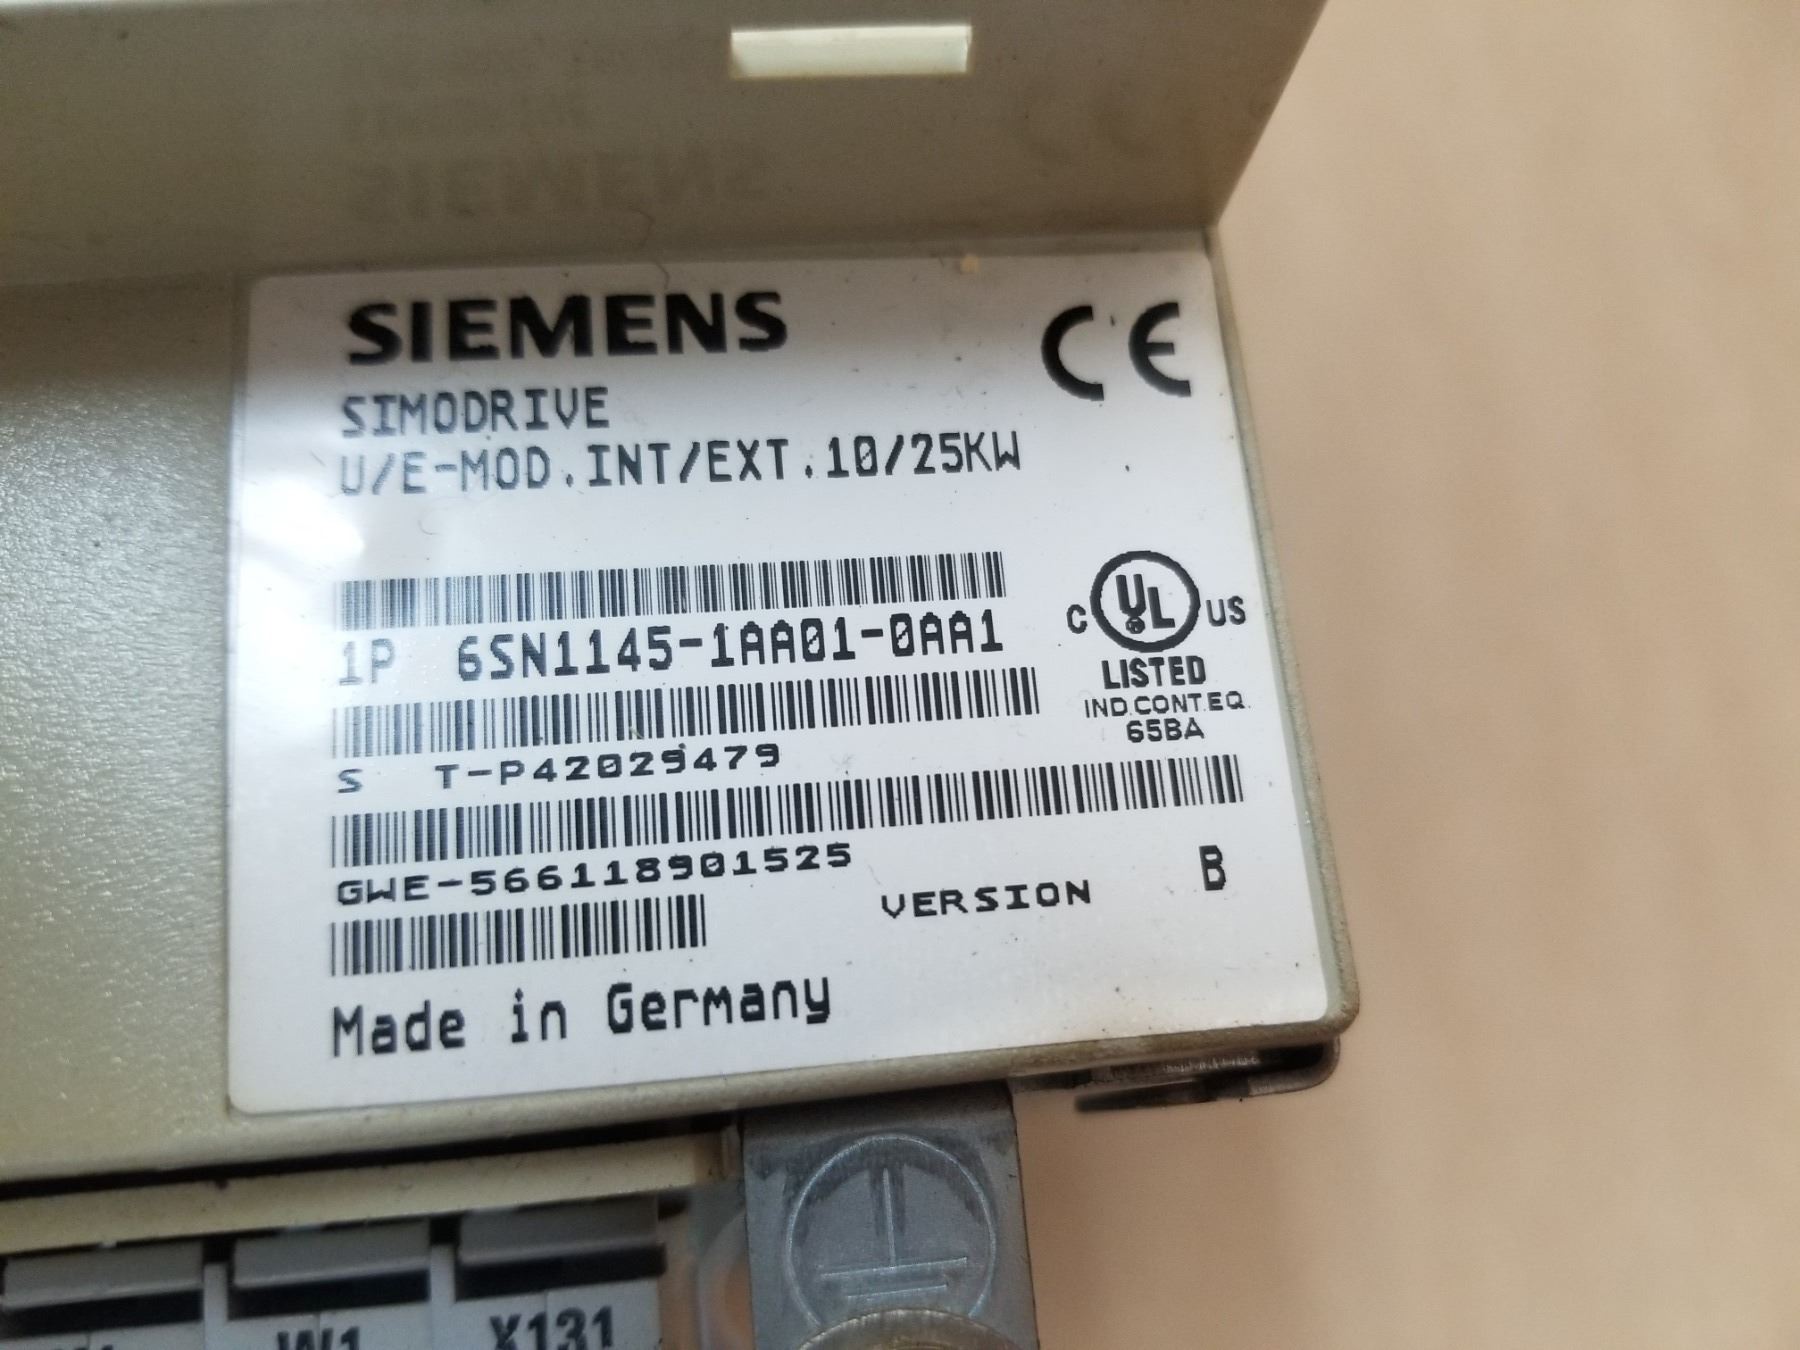 SIEMENS
CE
SIMODRIVE
U/E-MOD.INT/EXT.10/25KW
1P 6SN1145-1AA01-0AA1
C UL US
LISTED
IND.CONT.EQ.
65BA
S T-P42029479
GWE-566118901525
VERSION B
Made in Germany
W1
X131